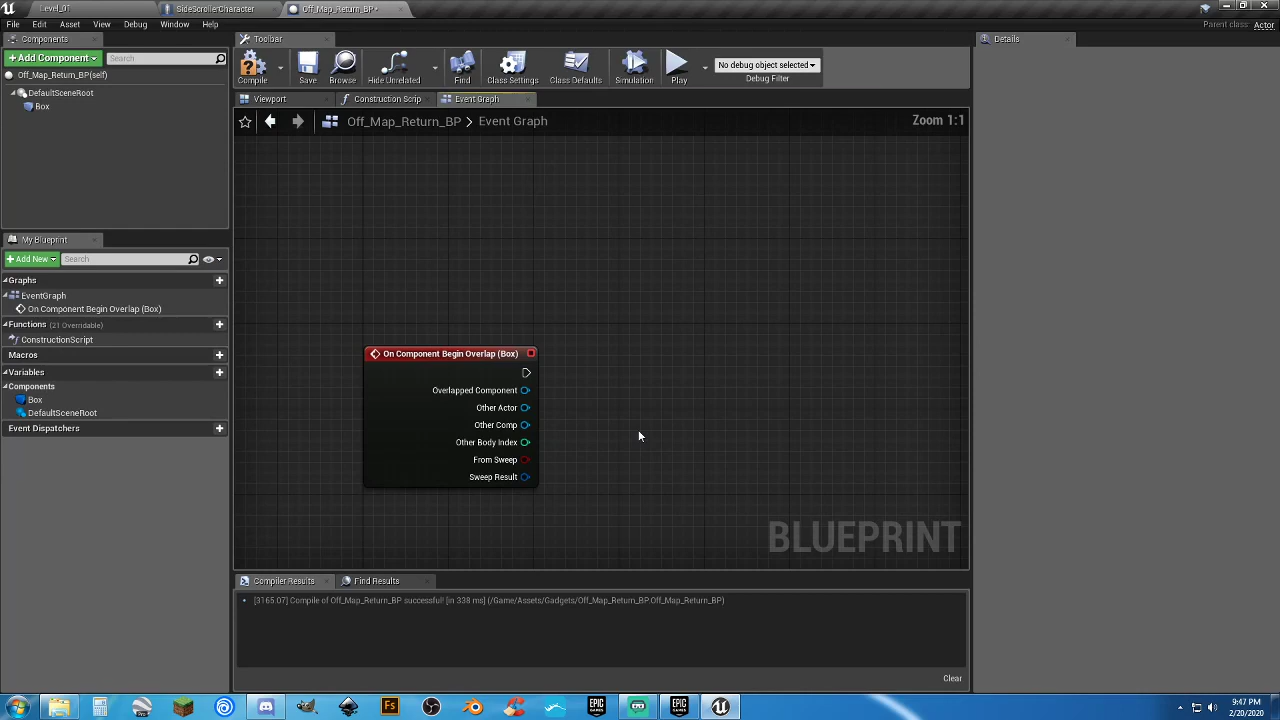 Level_01
SideScrollerCharacter
Off_Map_Return_BP*
File Edit Asset View Debug Window Help
Parent class: Actor
Components
Toolbar
Details
+ Add Component
Search
Off_Map_Return_BP(self)
DefaultSceneRoot
Box
Compile
Save
Browse
Hide Unrelated
Find
Class Settings
Class Defaults
Simulation
Play
No debug object selected
Debug Filter
Viewport
Construction Scrip
Event Graph
Off_Map_Return_BP > Event Graph
Zoom 1:1
My Blueprint
+ Add New
Search
Graphs
EventGraph
On Component Begin Overlap (Box)
Functions (21 Overridable)
ConstructionScript
Macros
Variables
Components
Box
DefaultSceneRoot
Event Dispatchers
On Component Begin Overlap (Box)
Overlapped Component
Other Actor
Other Comp
Other Body Index
From Sweep
Sweep Result
BLUEPRINT
Compiler Results
Find Results
[3165.07] Compile of Off_Map_Return_BP successful! [in 338 ms] (/Game/Assets/Gadgets/Off_Map_Return_BP.Off_Map_Return_BP)
Clear
Pro
Fs
EPIC GAMES
EPIC GAMES
9:47 PM
2/20/2020